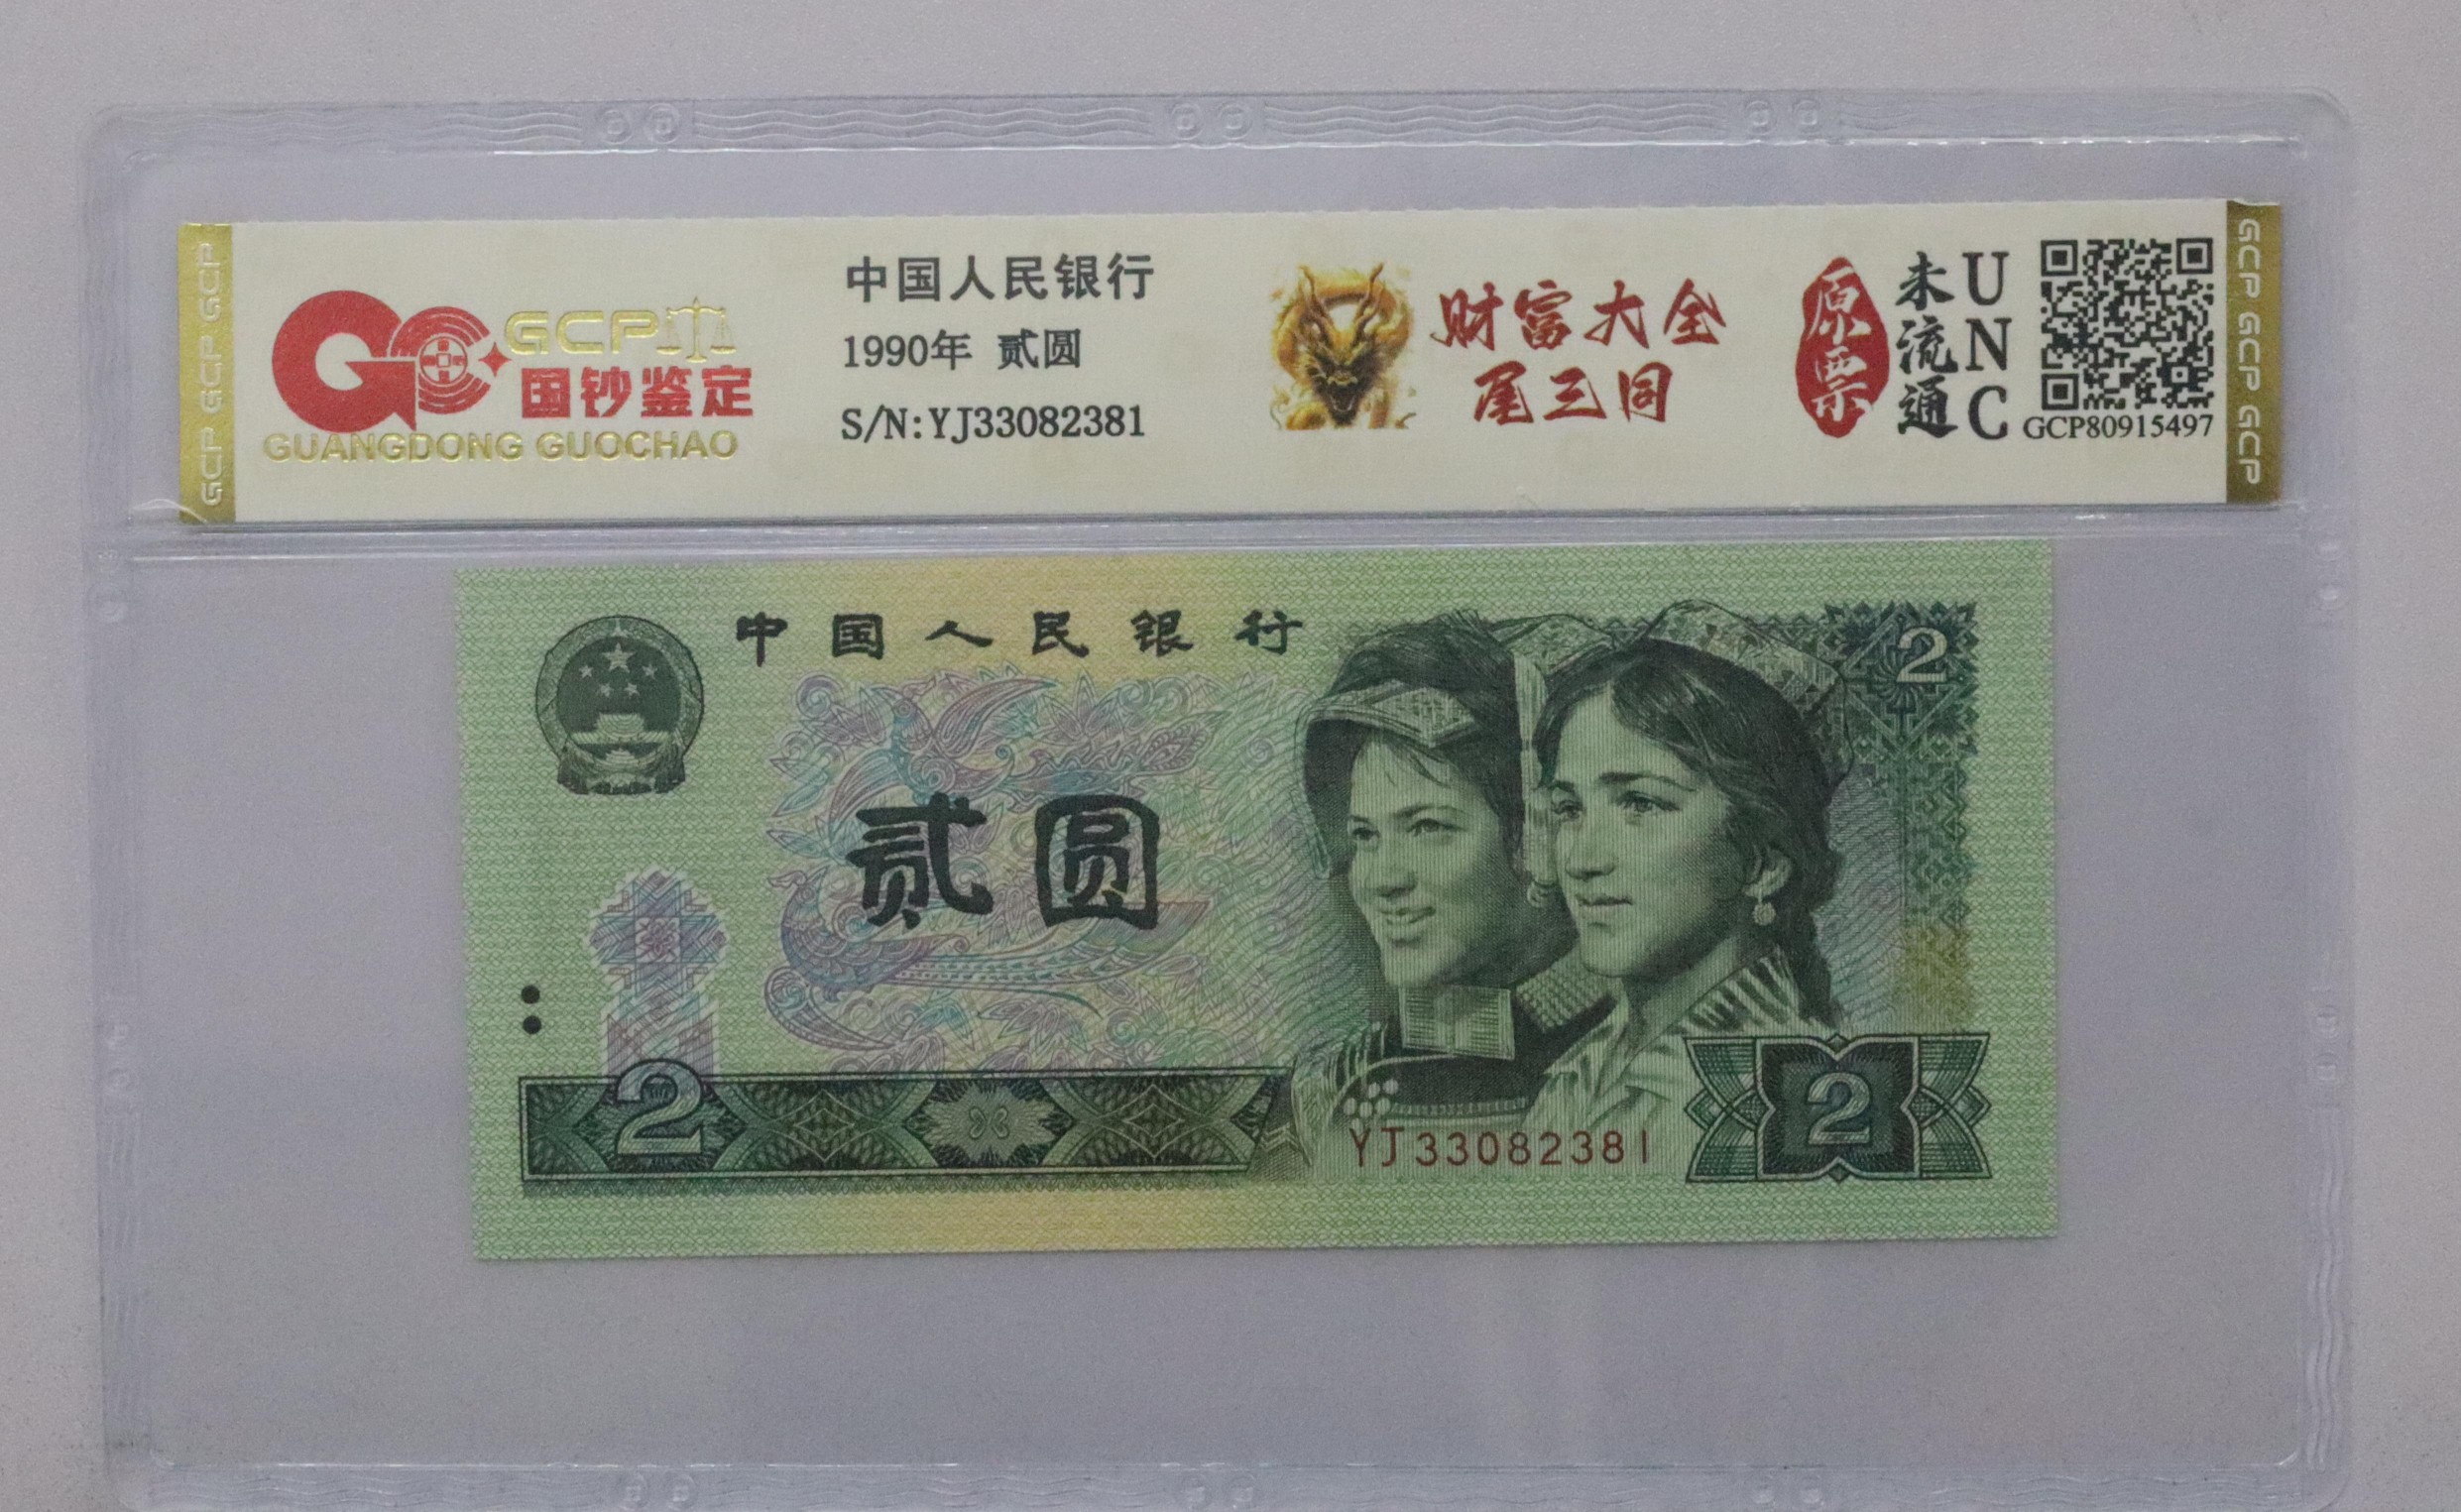 GCP
国钞鉴定
GUANGDONG GUOCHAO
中国人民银行
1990年 贰圆
S/N:YJ33082381
财富大全
尾三同
原票
未流通
UNC
GCP80915497
GCP GCP GCP
GCP GCP GCP
中国人民银行
2
贰圆
2
YJ33082381
2